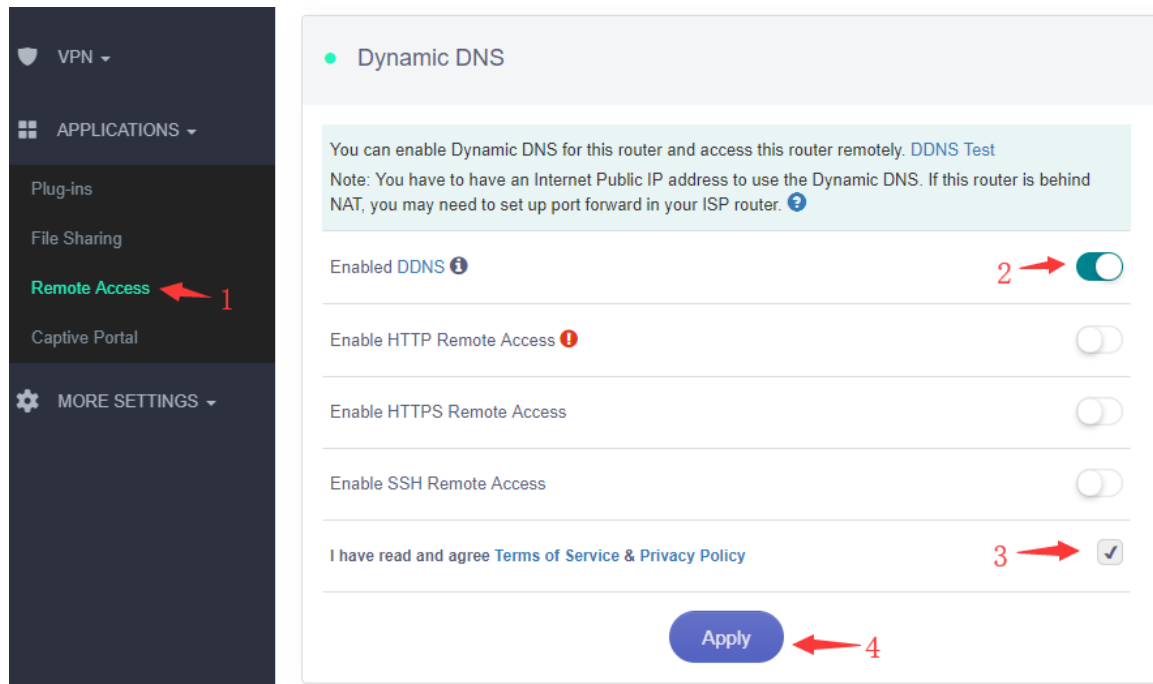 VPN
APPLICATIONS
Plug-ins
File Sharing
Remote Access
1
Captive Portal
MORE SETTINGS
Dynamic DNS
You can enable Dynamic DNS for this router and access this router remotely. DDNS Test
Note: You have to have an Internet Public IP address to use the Dynamic DNS. If this router is behind
NAT, you may need to set up port forward in your ISP router. ?
Enabled DDNS i
2
Enable HTTP Remote Access !
Enable HTTPS Remote Access
Enable SSH Remote Access
I have read and agree Terms of Service & Privacy Policy
3
Apply
4